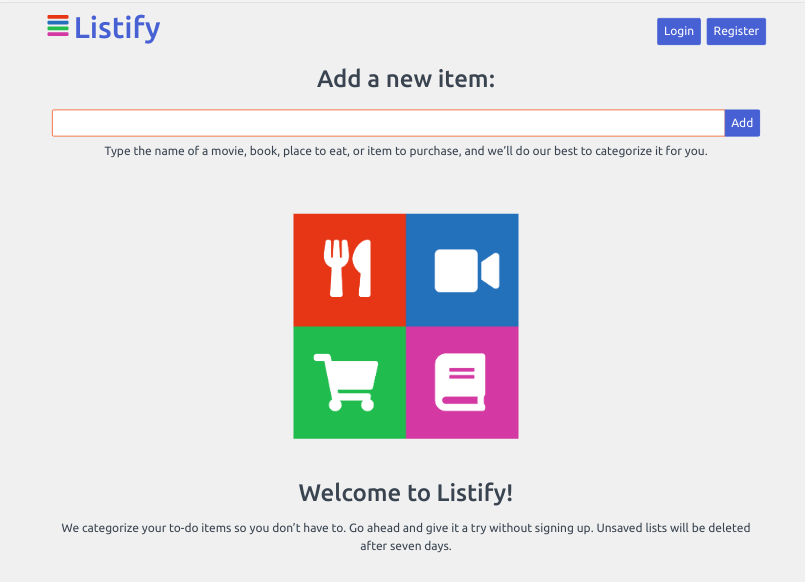 Listify
Login
Register
Add a new item:
Add
Type the name of a movie, book, place to eat, or item to purchase, and we'll do our best to categorize it for you.
Welcome to Listify!
We categorize your to-do items so you don't have to. Go ahead and give it a try without signing up. Unsaved lists will be deleted
after seven days.